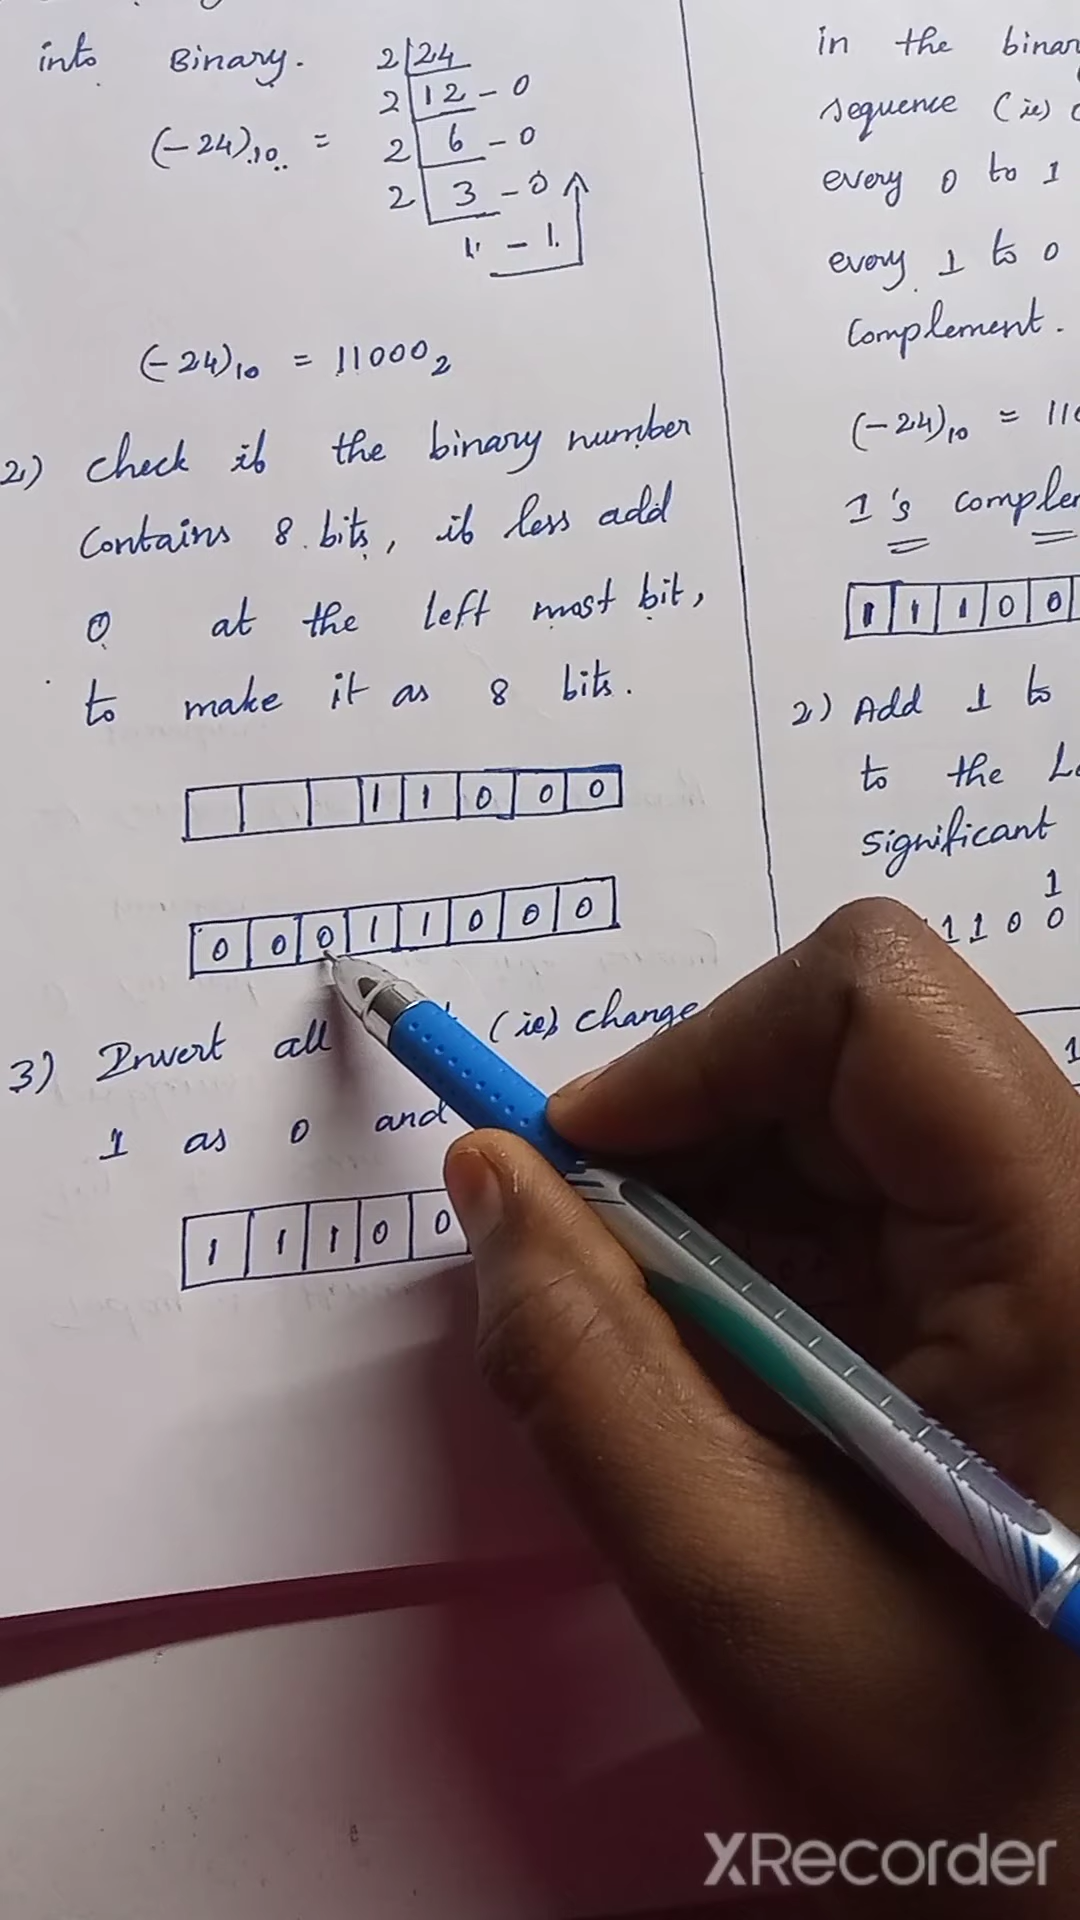 into Binary.
2 24
2 12 - 0
(-24)10 =
2 6 - 0
2 3 - 0
1 - 1
(-24)10 = 110002
2) Check if the binary number
Contains 8 bits, if less add
0 at the left most bit,
to make it as 8 bits.
1 1 0 0 0
0 0 0 1 1 0 0 0
3) Invert all (ie) change
1 as 0 and
1 1 1 0 0
in the
sequence (ie)
every 0 to 1
every 1 to 0
Complement.
(-24)10 =
1's
1 1 1 0 0
2) Add 1 to
to the
Significant
1
1 1 0 0
1
XRecorder